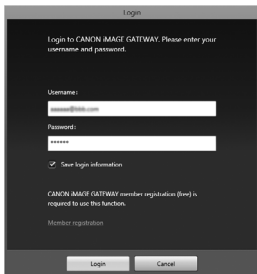 Login
Login to CANON iMAGE GATEWAY. Please enter your
username and password.
Username:
Password:
******
Save login information
CANON iMAGE GATEWAY member registration (free) is
required to use this function.
Member registration
Login
Cancel